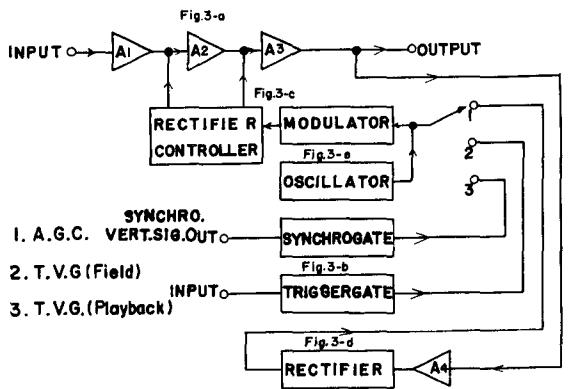 Fig.3-a
INPUT A1 A2 A3 OUTPUT
Fig.3-c
RECTIFIER CONTROLLER
MODULATOR
1
Fig.3-e
OSCILLATOR
2
3
SYNCHRO.
1. A.G.C. VERT.SIG.OUT SYNCHROGATE
2. T.V.G (Field)
Fig.3-b
INPUT TRIGGERGATE
3. T.V.G. (Playback)
Fig.3-d
RECTIFIER A4